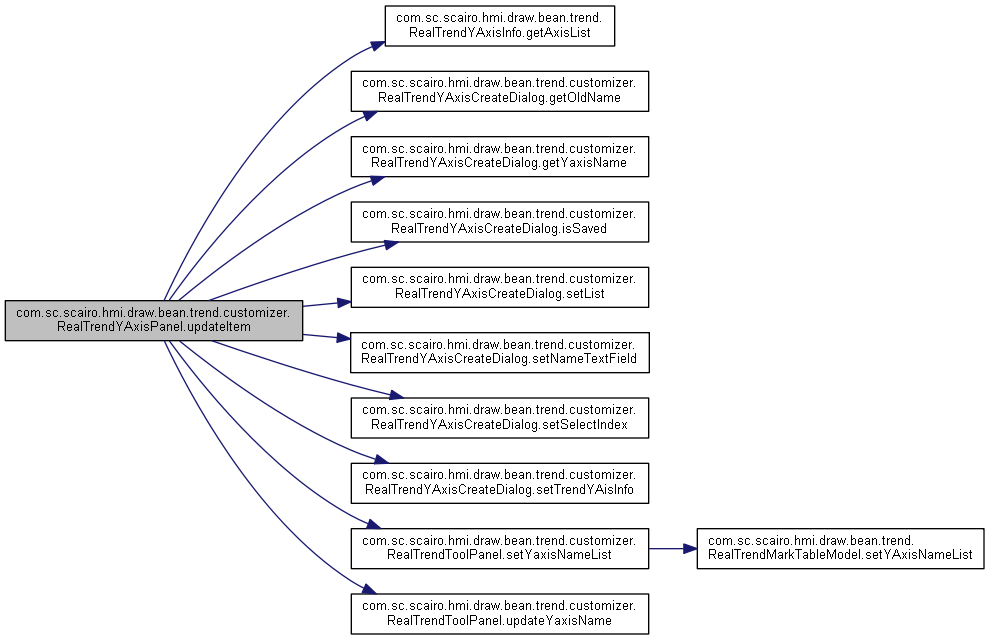 com.sc.scairo.hmi.draw.bean.trend.
RealTrendYAxisInfo.getAxisList
com.sc.scairo.hmi.draw.bean.trend.customizer.
RealTrendYAxisCreateDialog.getOldName
com.sc.scairo.hmi.draw.bean.trend.customizer.
RealTrendYAxisCreateDialog.getYaxisName
com.sc.scairo.hmi.draw.bean.trend.customizer.
RealTrendYAxisCreateDialog.isSaved
com.sc.scairo.hmi.draw.bean.trend.customizer.
RealTrendYAxisCreateDialog.setList
com.sc.scairo.hmi.draw.bean.trend.customizer.
RealTrendYAxisPanel.updateItem
com.sc.scairo.hmi.draw.bean.trend.customizer.
RealTrendYAxisCreateDialog.setNameTextField
com.sc.scairo.hmi.draw.bean.trend.customizer.
RealTrendYAxisCreateDialog.setSelectIndex
com.sc.scairo.hmi.draw.bean.trend.customizer.
RealTrendYAxisCreateDialog.setTrendYAisInfo
com.sc.scairo.hmi.draw.bean.trend.customizer.
RealTrendToolPanel.setYaxisNameList
com.sc.scairo.hmi.draw.bean.trend.
RealTrendMarkTableModel.setYAxisNameList
com.sc.scairo.hmi.draw.bean.trend.customizer.
RealTrendToolPanel.updateYaxisName